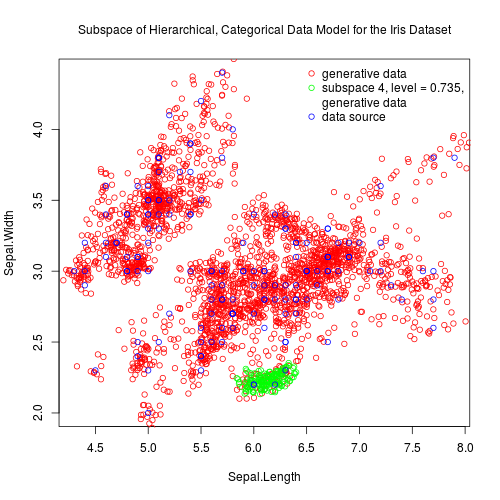 Subspace of Hierarchical, Categorical Data Model for the Iris Dataset
generative data
subspace 4, level = 0.735,
generative data
data source
Sepal.Width
4.0
3.5
3.0
2.5
2.0
4.5 5.0 5.5 6.0 6.5 7.0 7.5 8.0
Sepal.Length